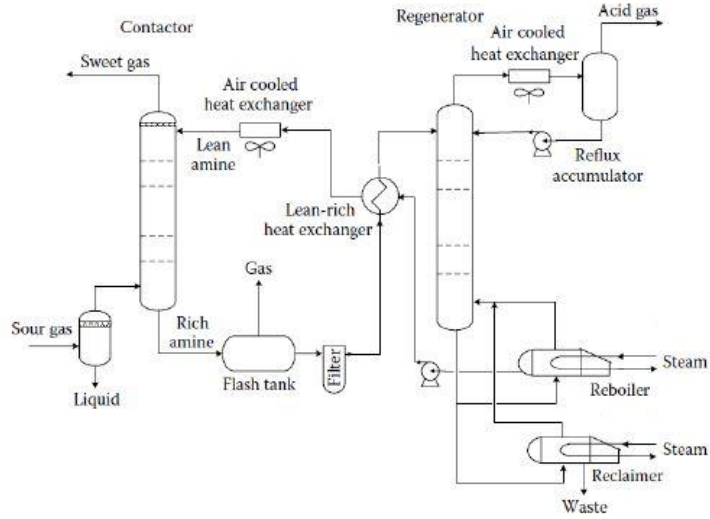 Contactor
Regenerator
Acid gas
Air cooled
heat exchanger
Sweet gas
Air cooled
heat exchanger
Lean
amine
Reflux
accumulator
Lean-rich
heat exchanger
Gas
Sour gas
Rich
amine
Flash tank
Filter
Liquid
Steam
Reboiler
Steam
Reclaimer
Waste